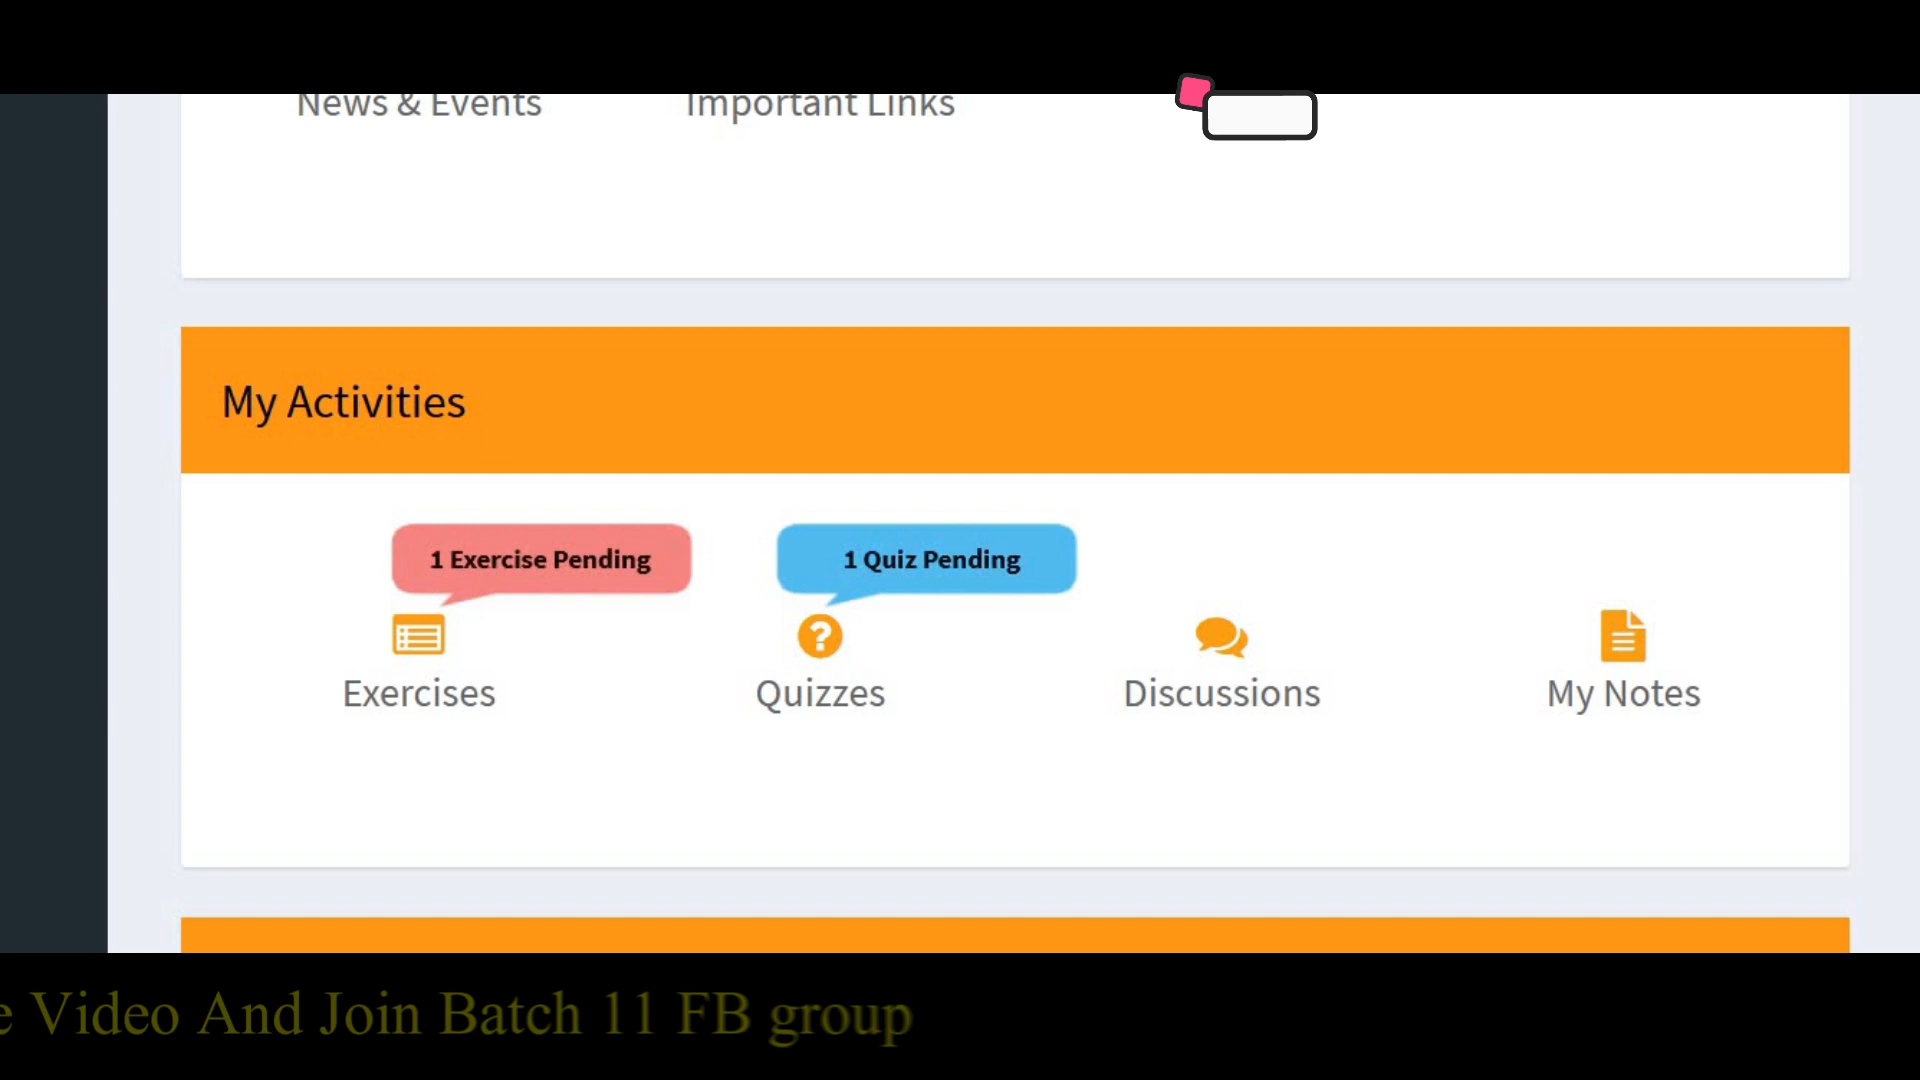 News & Events
Important Links
My Activities
1 Exercise Pending
1 Quiz Pending
Exercises
Quizzes
Discussions
My Notes
Video And Join Batch 11 FB group